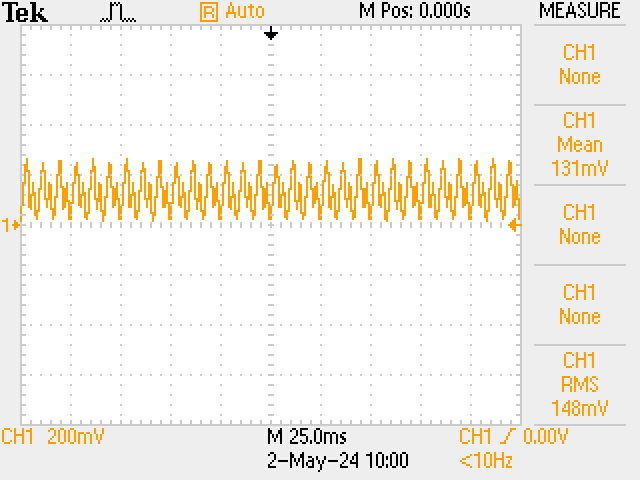 Tek R Auto M Pos: 0.000s MEASURE
CH1
None
CH1
Mean
131mV
CH1
None
CH1
None
CH1
RMS
148mV
1
CH1 200mV M 25.0ms CH1 0.00V
2-May-24 10:00 <10Hz